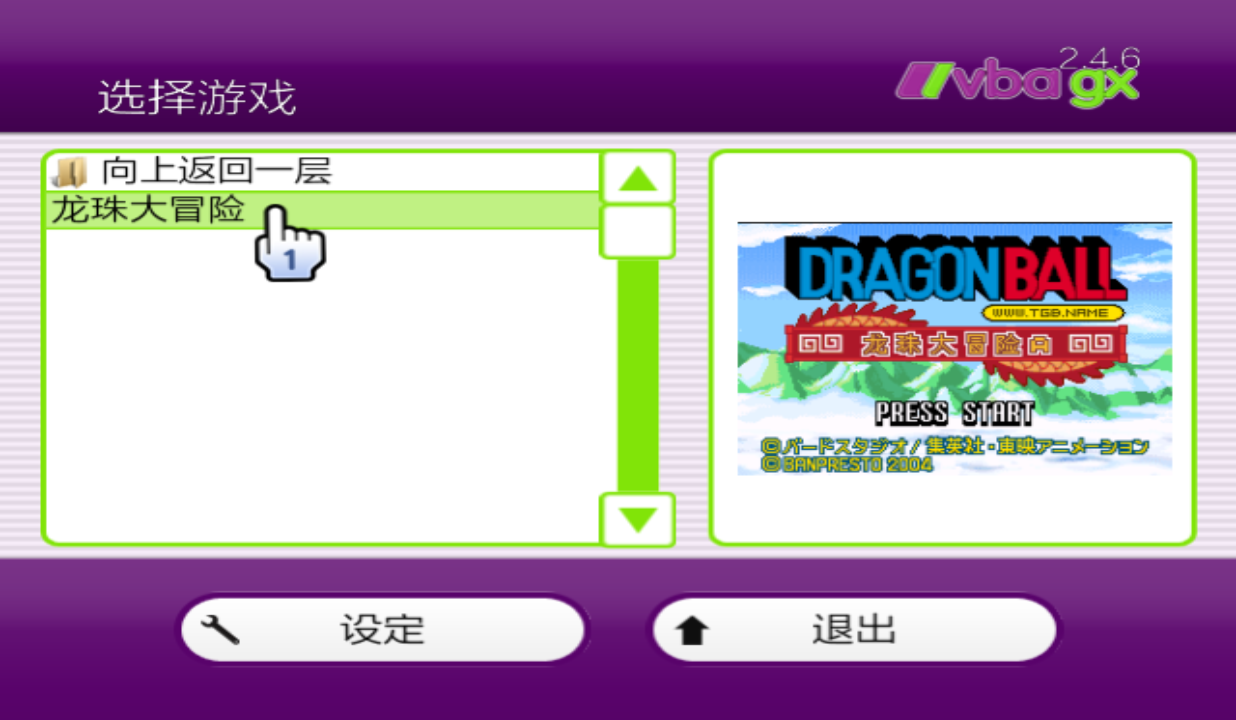 选择游戏
2.4.6
vba gx
向上返回一层
龙珠大冒险
1
DRAGON BALL
WWW.TGB.NAME
龙珠大冒险
PRESS START
©バードスタジオ/集英社・東映アニメーション
©BANPRESTO 2004
设定
退出